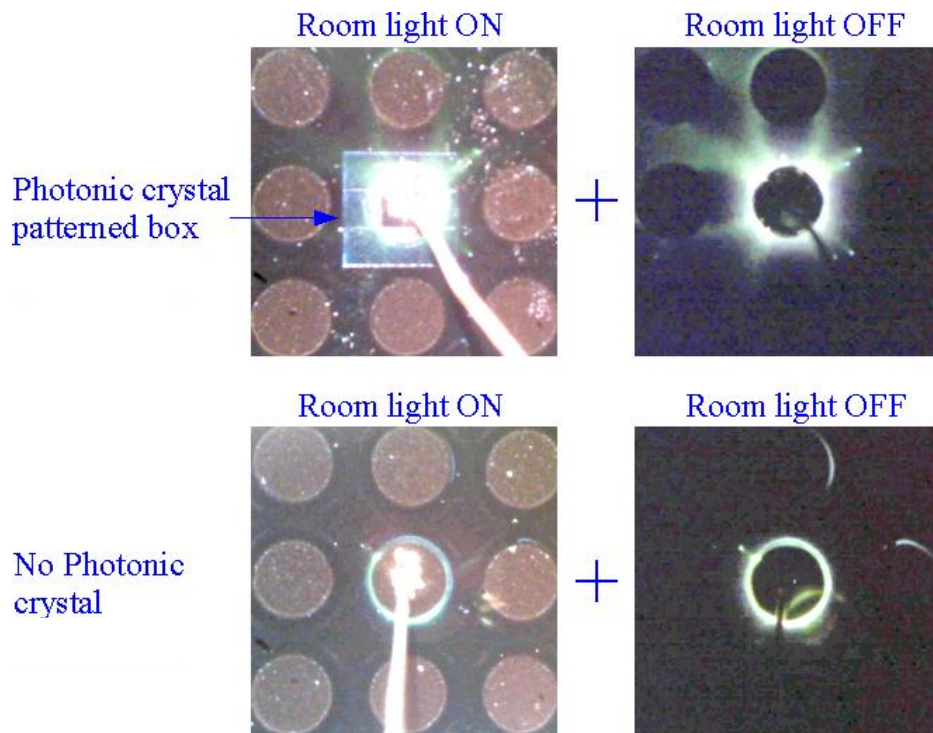 Room light ON
Room light OFF
Photonic crystal
patterned box
+
Room light ON
Room light OFF
No Photonic
crystal
+